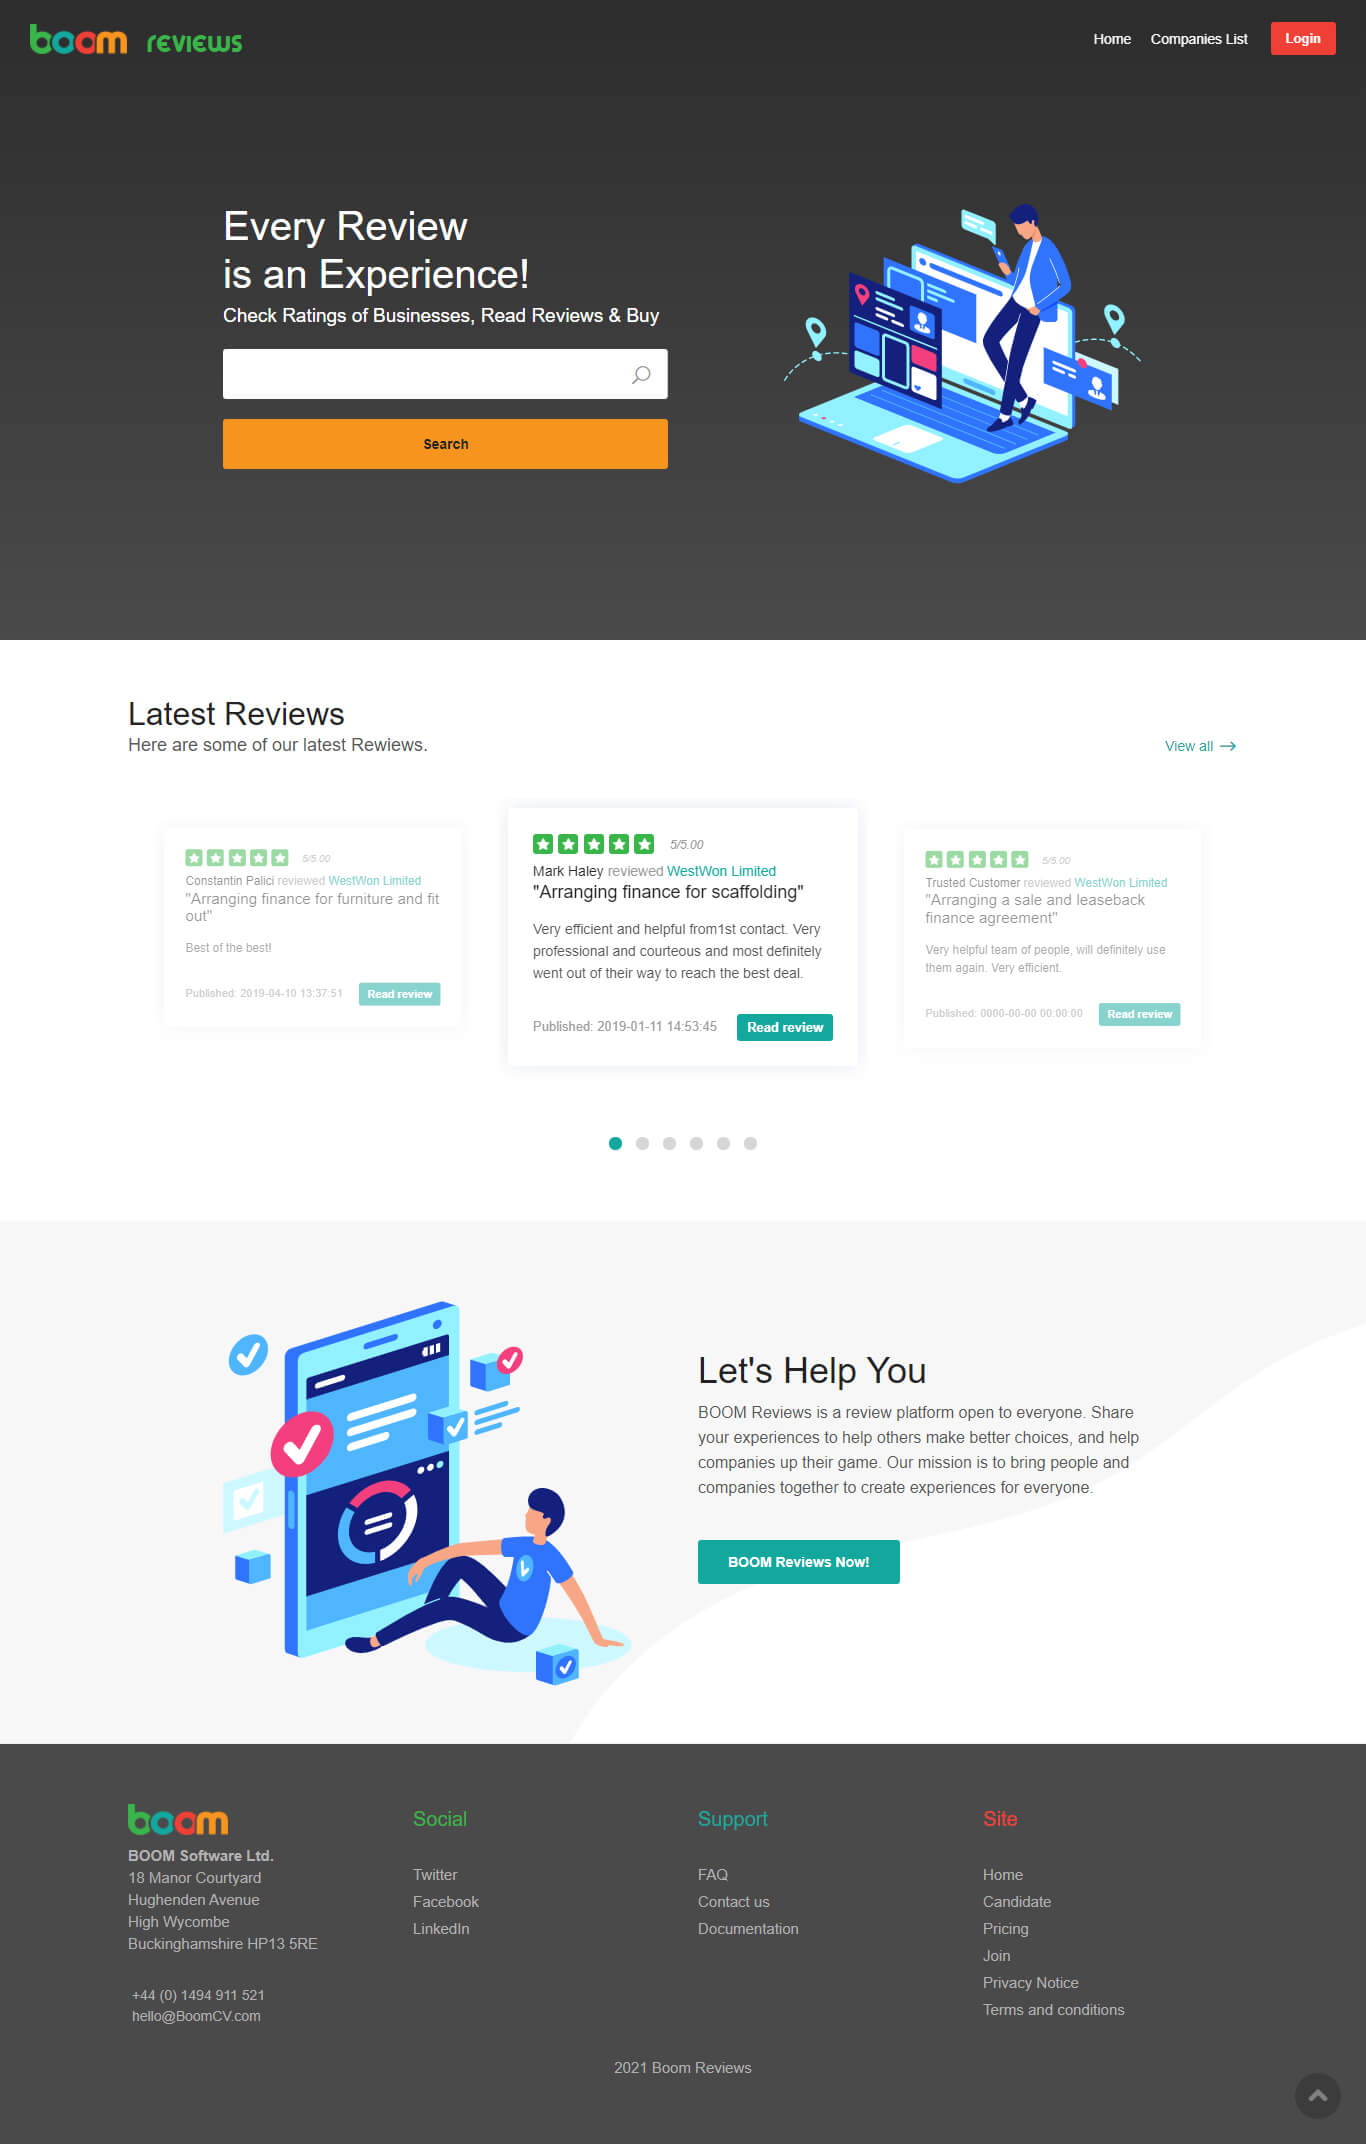 boom reviews
Home Companies List Login
Every Review
is an Experience!
Check Ratings of Businesses, Read Reviews & Buy
Search
Latest Reviews
Here are some of our latest Rewiews.
View all
5/5.00
Constantin Palici reviewed WestWon Limited
"Arranging finance for furniture and fit
out"
Best of the best!
Published: 2019-04-10 13:37:51 Read review
5/5.00
Mark Haley reviewed WestWon Limited
"Arranging finance for scaffolding"
Very efficient and helpful from1st contact. Very
professional and courteous and most definitely
went out of their way to reach the best deal.
Published: 2019-01-11 14:53:45 Read review
5/5.00
Trusted Customer reviewed WestWon Limited
"Arranging a sale and leaseback
finance agreement"
Very helpful team of people, will definitely use
them again. Very efficient.
Published: 0000-00-00 00:00:00 Read review
Let's Help You
BOOM Reviews is a review platform open to everyone. Share
your experiences to help others make better choices, and help
companies up their game. Our mission is to bring people and
companies together to create experiences for everyone.
BOOM Reviews Now!
boom
BOOM Software Ltd.
18 Manor Courtyard
Hughenden Avenue
High Wycombe
Buckinghamshire HP13 5RE
+44 (0) 1494 911 521
hello@BoomCV.com
Social
Twitter
Facebook
LinkedIn
Support
FAQ
Contact us
Documentation
Site
Home
Candidate
Pricing
Join
Privacy Notice
Terms and conditions
2021 Boom Reviews